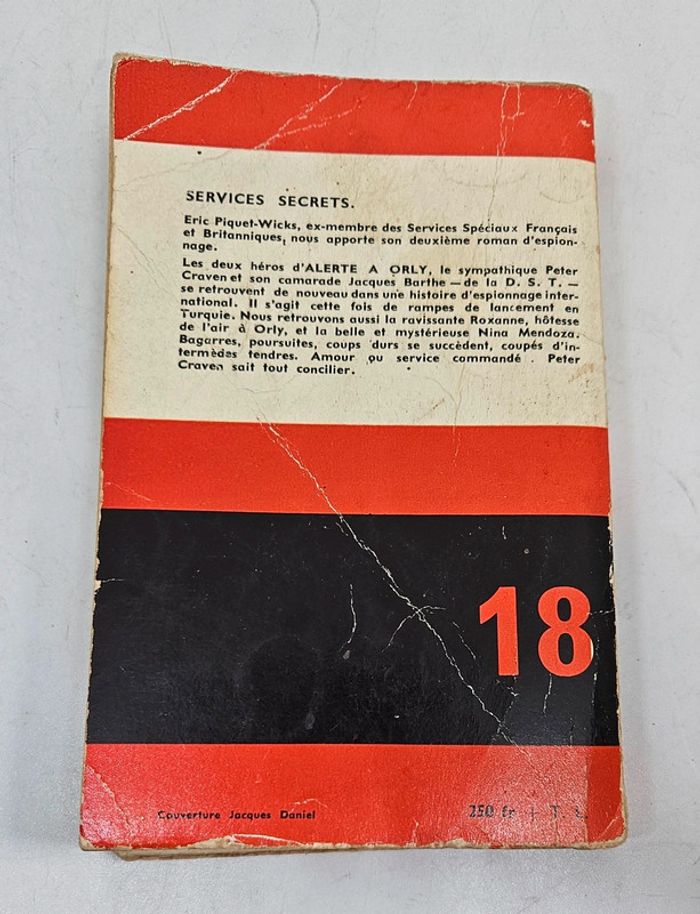 SERVICES SECRETS.
Eric Piquet-Wicks, ex-membre des Services Spéciaux Français
et Britanniques, nous apporte son deuxième roman d'espion-
nage.
Les deux héros d'ALERTE A ORLY, le sympathique Peter
Craven et son camarade Jacques Barthe — de la D. S. T. —
se retrouvent de nouveau dans une histoire d'espionnage inter-
national. Il s'agit cette fois de rampes de lancement en
Turquie. Nous retrouvons aussi la ravissante Roxanne, hôtesse
de l'air à Orly, et la belle et mystérieuse Nina Mendoza.
Bagarres, poursuites, coups durs se succèdent, coupés d'in-
termèdes tendres. Amour ou service commandé . Peter
Craven sait tout concilier.
18
Couverture Jacques Daniel
250 fr + T. L.